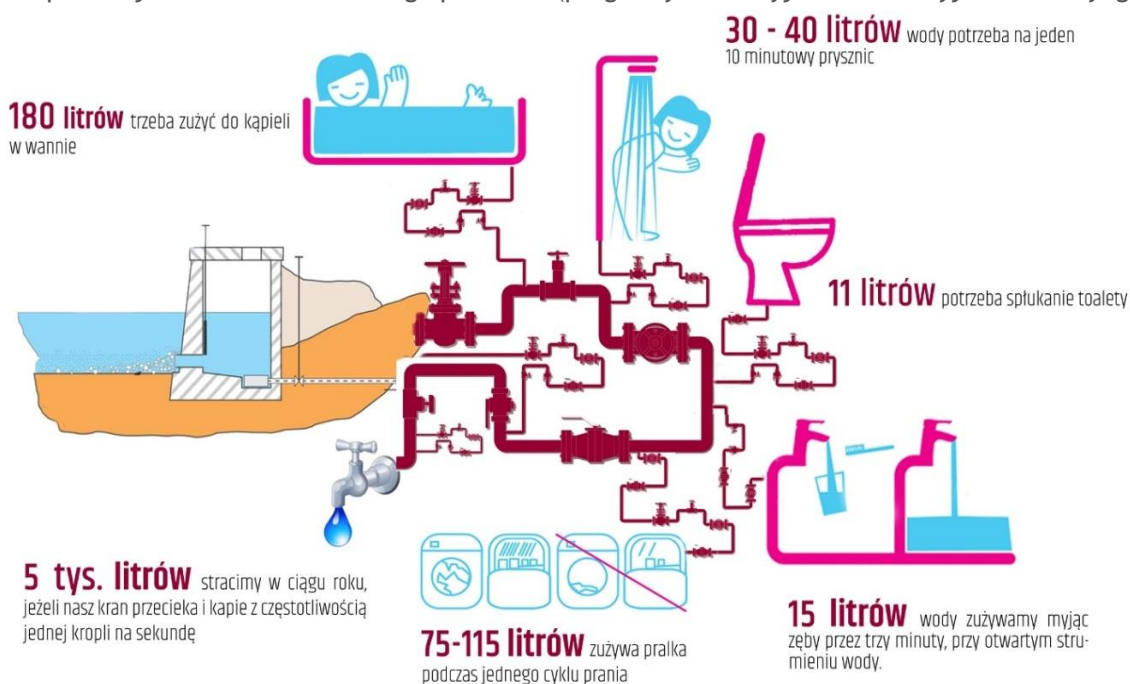 30 - 40 litrów wody potrzeba na jeden
10 minutowy prysznic
180 litrów trzeba zużyć do kąpieli
w wannie
11 litrów potrzeba spłukanie toalety
5 tys. litrów stracimy w ciągu roku,
jeżeli nasz kran przecieka i kapie z częstotliwością
jednej kropli na sekundę
75-115 litrów zużywa pralka
podczas jednego cyklu prania
15 litrów wody zużywamy myjąc
zęby przez trzy minuty, przy otwartym stru-
mieniu wody.